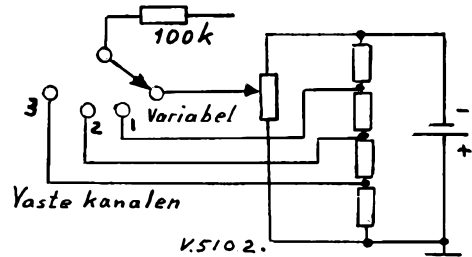 100k
Variabel
3
2
1
-
+
Vaste kanalen
V.5102.